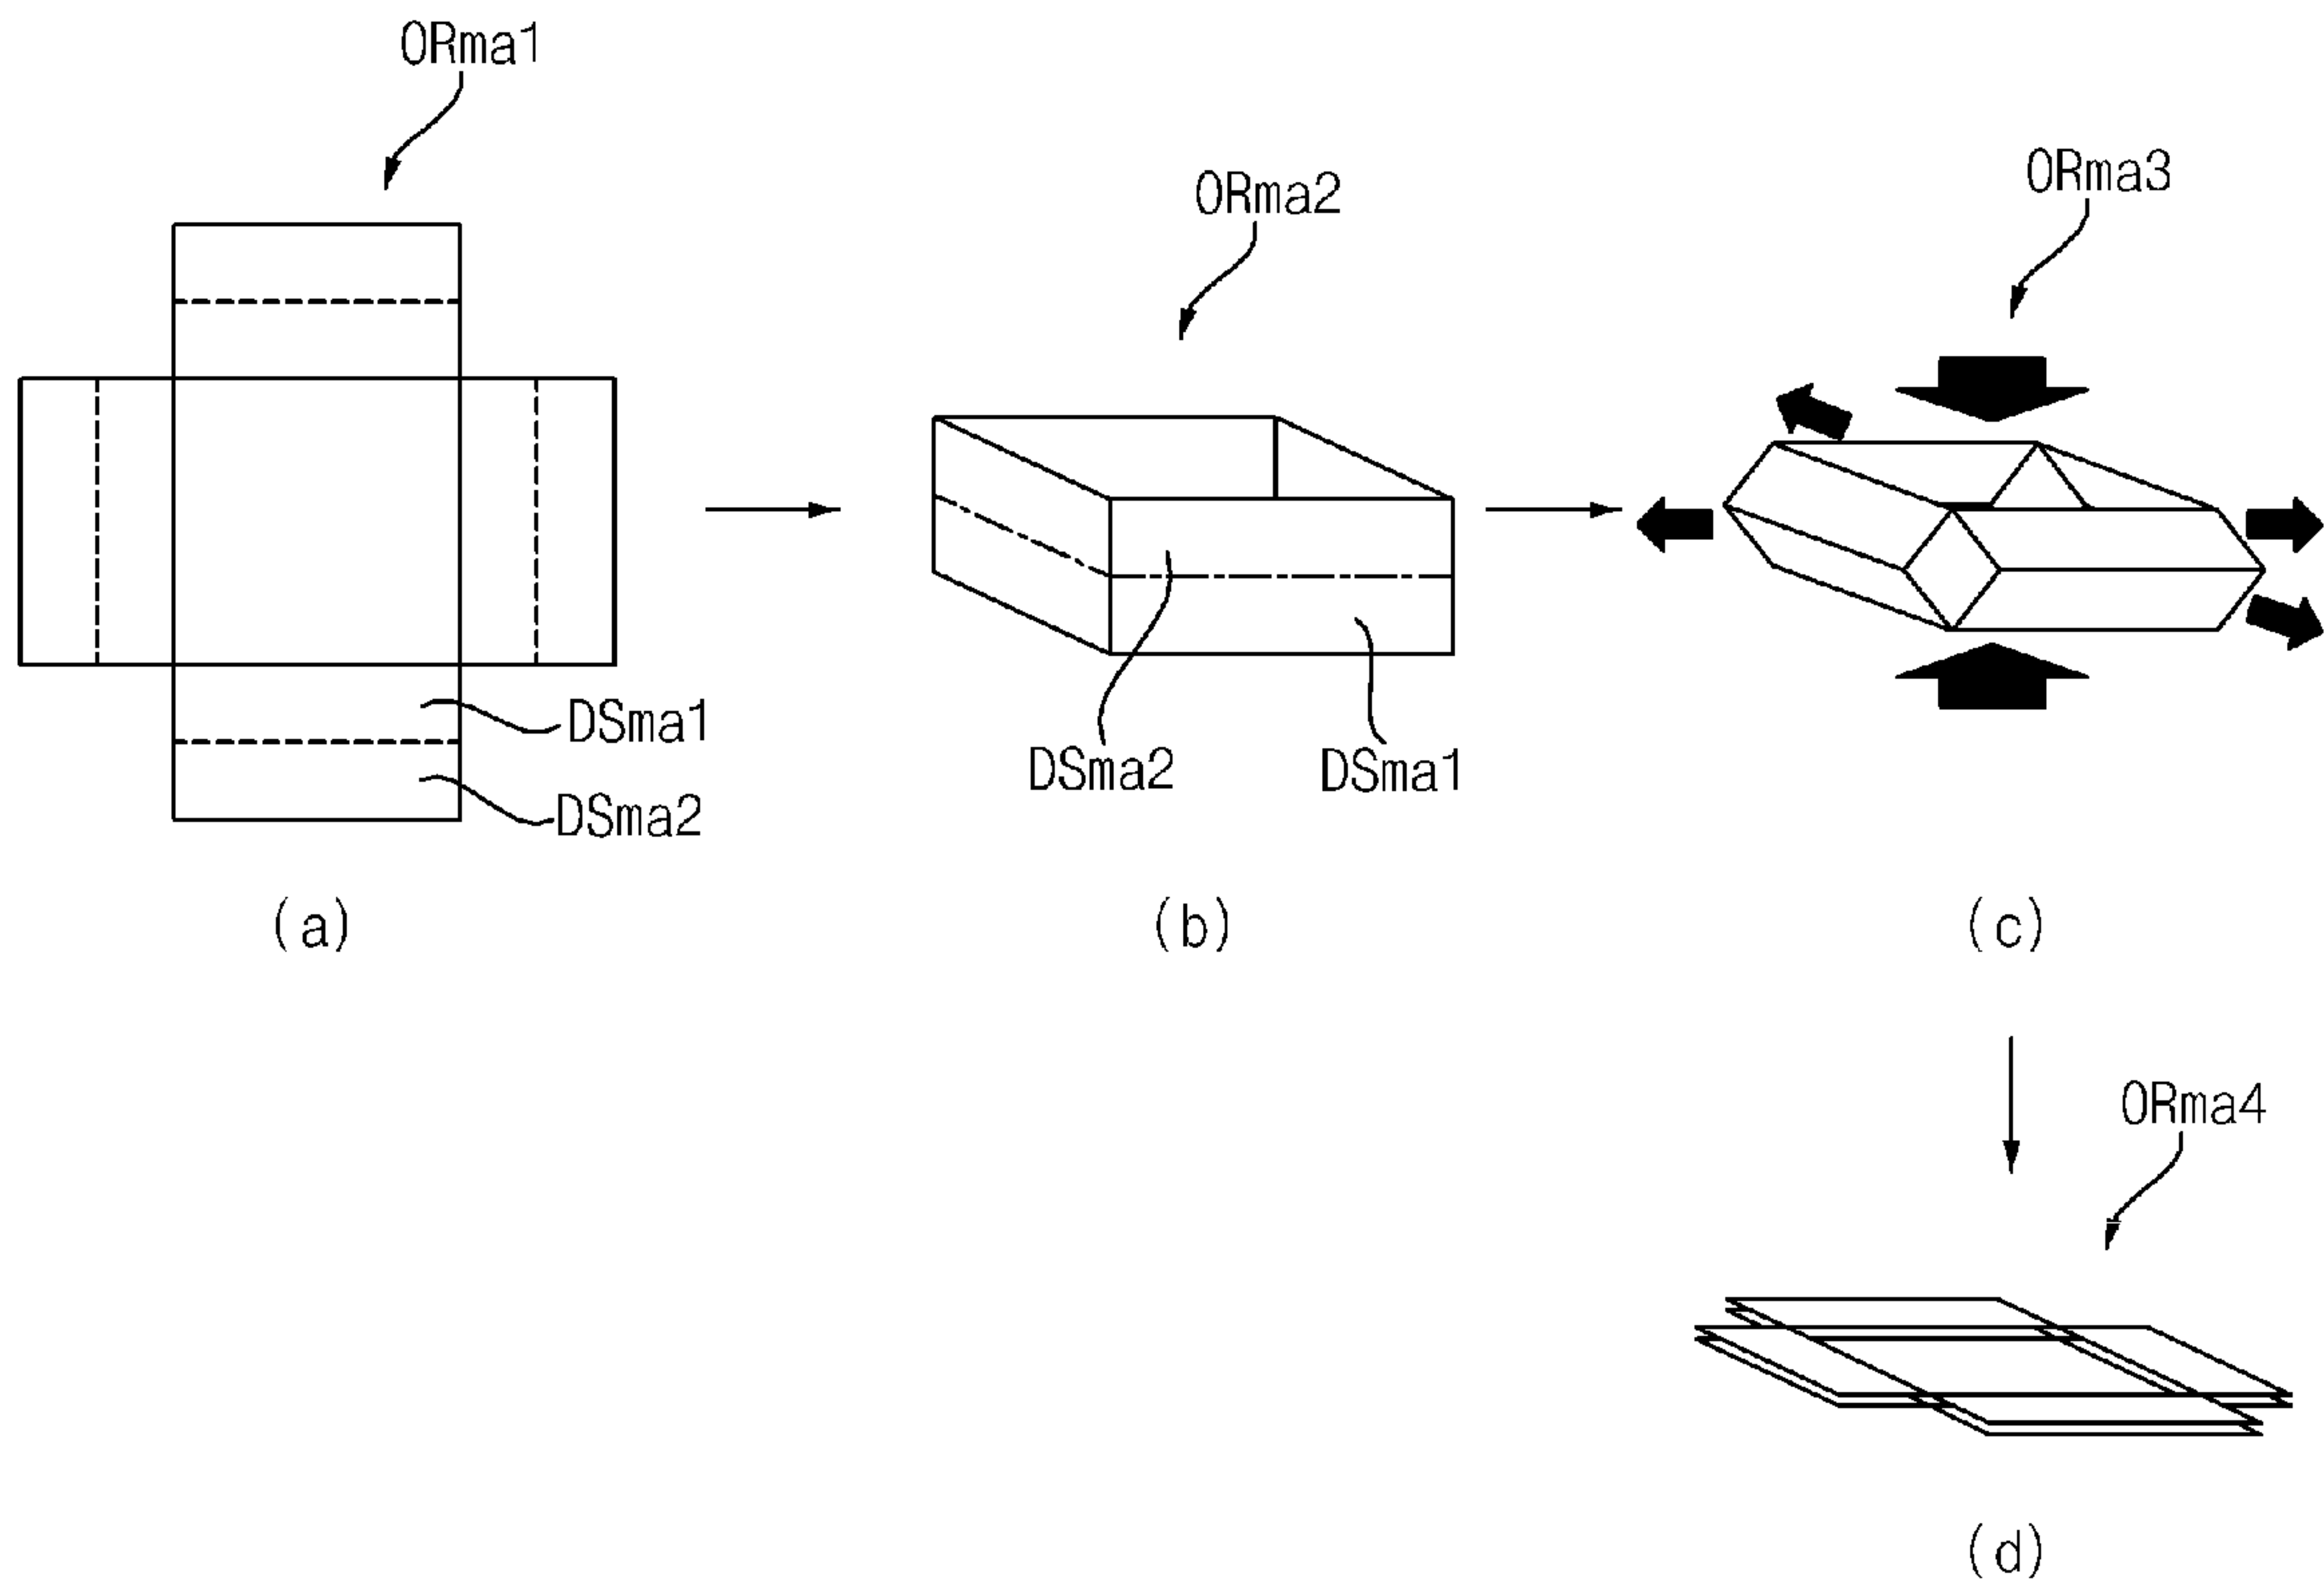 ORma1
DSma1
DSma2
(a)
ORma2
DSma2
DSma1
(b)
ORma3
(c)
ORma4
(d)